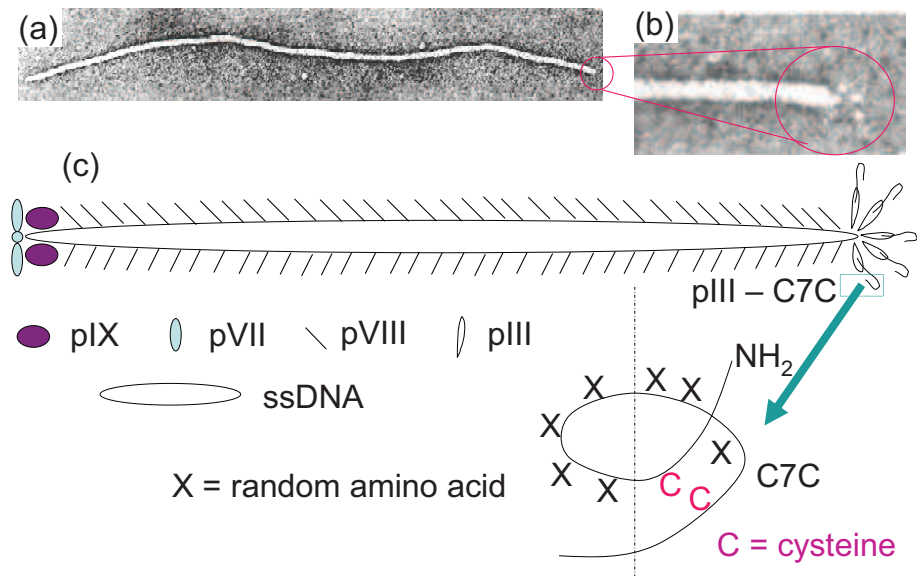 (a)
(b)
(c)
pIII – C7C
pIX
pVII
pVIII
pIII
ssDNA
NH2
X
X
X
X
X
X
X
X
C
C
C7C
X = random amino acid
C = cysteine